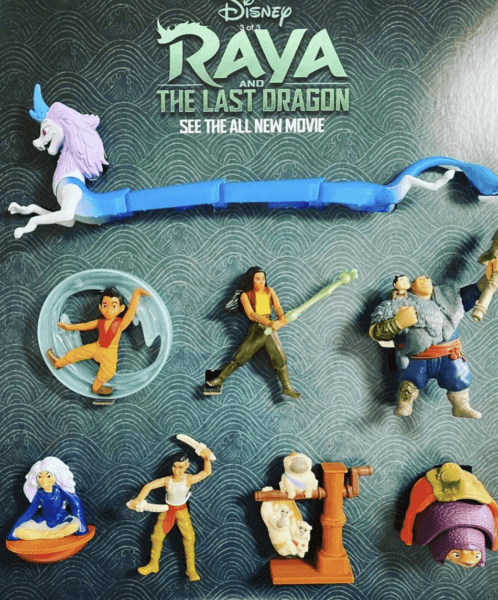 Disney
3 of 3
RAYA
AND
THE LAST DRAGON
SEE THE ALL NEW MOVIE